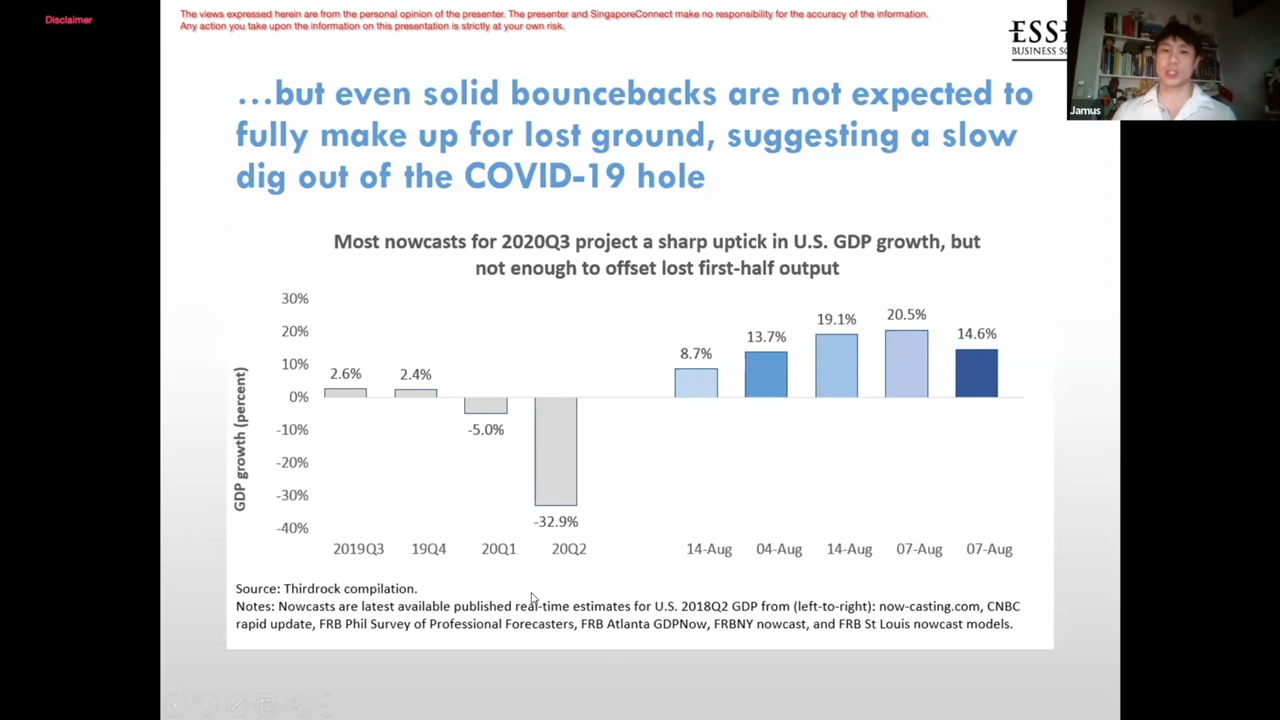 Disclaimer
The views expressed herein are from the personal opinion of the presenter. The presenter and SingaporeConnect make no responsibility for the accuracy of the information.
Any action you take upon the information on this presentation is strictly at your own risk.
BUSINESS
Jamus
…but even solid bouncebacks are not expected to
fully make up for lost ground, suggesting a slow
dig out of the COVID-19 hole
Most nowcasts for 2020Q3 project a sharp uptick in U.S. GDP growth, but
not enough to offset lost first-half output
GDP growth (percent)
30%
20%
10%
0%
-10%
-20%
-30%
-40%
2.6%
2.4%
-5.0%
-32.9%
8.7%
13.7%
19.1%
20.5%
14.6%
2019Q3 19Q4 20Q1 20Q2 14-Aug 04-Aug 14-Aug 07-Aug 07-Aug
Source: Thirdrock compilation.
Notes: Nowcasts are latest available published real-time estimates for U.S. 2018Q2 GDP from (left-to-right): now-casting.com, CNBC
rapid update, FRB Phil Survey of Professional Forecasters, FRB Atlanta GDPNow, FRBNY nowcast, and FRB St Louis nowcast models.